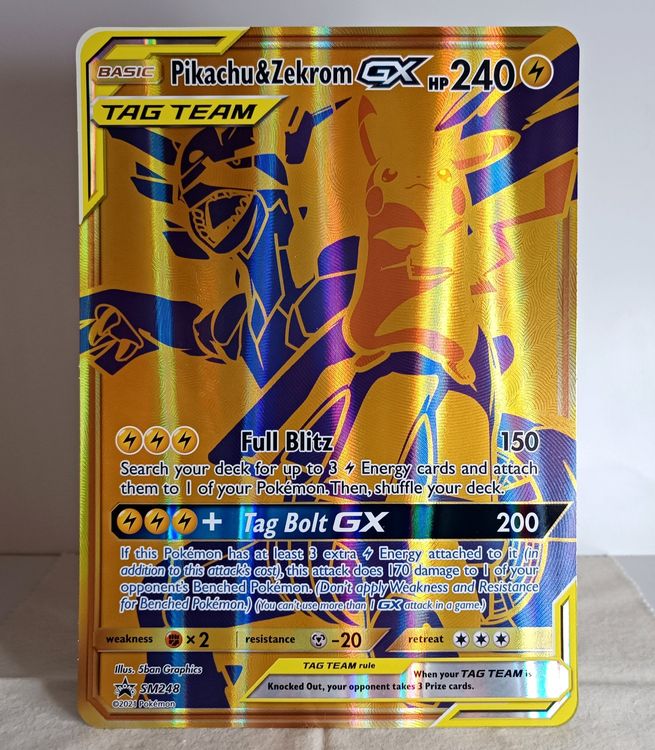 BASIC Pikachu&Zekrom GX HP 240
TAG TEAM
Full Blitz 150
Search your deck for up to 3 Energy cards and attach
them to 1 of your Pokémon. Then, shuffle your deck.
+ Tag Bolt GX 200
If this Pokémon has at least 3 extra Energy attached to it (in
addition to this attack's cost), this attack does 170 damage to 1 of your
opponent's Benched Pokémon. (Don't apply Weakness and Resistance
for Benched Pokémon.) (You can't use more than 1 GX attack in a game.)
weakness ×2 resistance -20 retreat
Illus. 5ban Graphics
TAG TEAM rule When your TAG TEAM is
Knocked Out, your opponent takes 3 Prize cards.
PROMO SM248
©2021 Pokémon